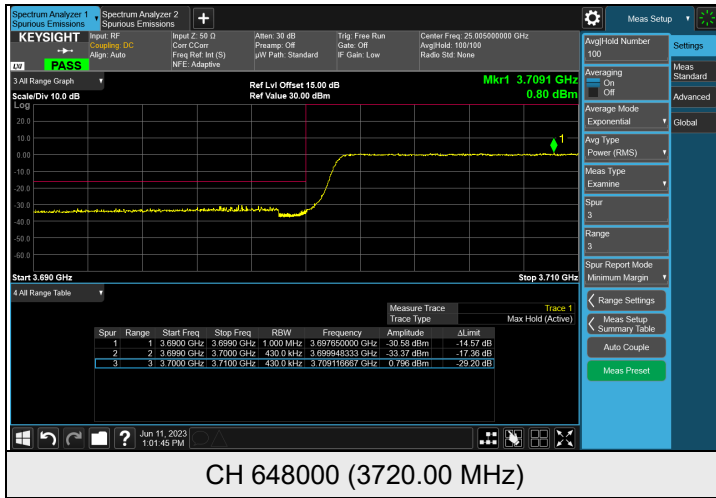 Spectrum Analyzer 1
Spurious Emissions
Spectrum Analyzer 2
Spurious Emissions
+
Meas Setup
KEYSIGHT
Input: RF
Coupling: DC
Align: Auto
Input Z: 50 Ω
Corr CCorr
Freq Ref: Int (S)
NFE: Adaptive
Atten: 30 dB
Preamp: Off
µW Path: Standard
Trig: Free Run
Gate: Off
IF Gain: Low
Center Freq: 25.005000000 GHz
Avg|Hold: 100/100
Radio Std: None
LXI
PASS
3 All Range Graph
Scale/Div 10.0 dB
Ref Lvl Offset 15.00 dB
Ref Value 30.00 dBm
Mkr1 3.7091 GHz
0.80 dBm
Log
20.0
10.0
0.00
-10.0
-20.0
-30.0
-40.0
-50.0
-60.0
1
Start 3.690 GHz
Stop 3.710 GHz
4 All Range Table
Measure Trace Trace 1
Trace Type Max Hold (Active)
Spur Range Start Freq Stop Freq RBW Frequency Amplitude ΔLimit
1 1 3.6900 GHz 3.6990 GHz 1.000 MHz 3.697650000 GHz -30.58 dBm -14.57 dB
2 2 3.6990 GHz 3.7000 GHz 430.0 kHz 3.699948333 GHz -33.37 dBm -17.36 dB
3 3 3.7000 GHz 3.7100 GHz 430.0 kHz 3.709116667 GHz 0.796 dBm -29.20 dB
Avg|Hold Number
100
Averaging
On
Off
Average Mode
Exponential
Avg Type
Power (RMS)
Meas Type
Examine
Spur
3
Range
3
Spur Report Mode
Minimum Margin
Range Settings
Meas Setup
Summary Table
Auto Couple
Meas Preset
Settings
Meas
Standard
Advanced
Global
?
Jun 11, 2023
1:01:45 PM
CH 648000 (3720.00 MHz)